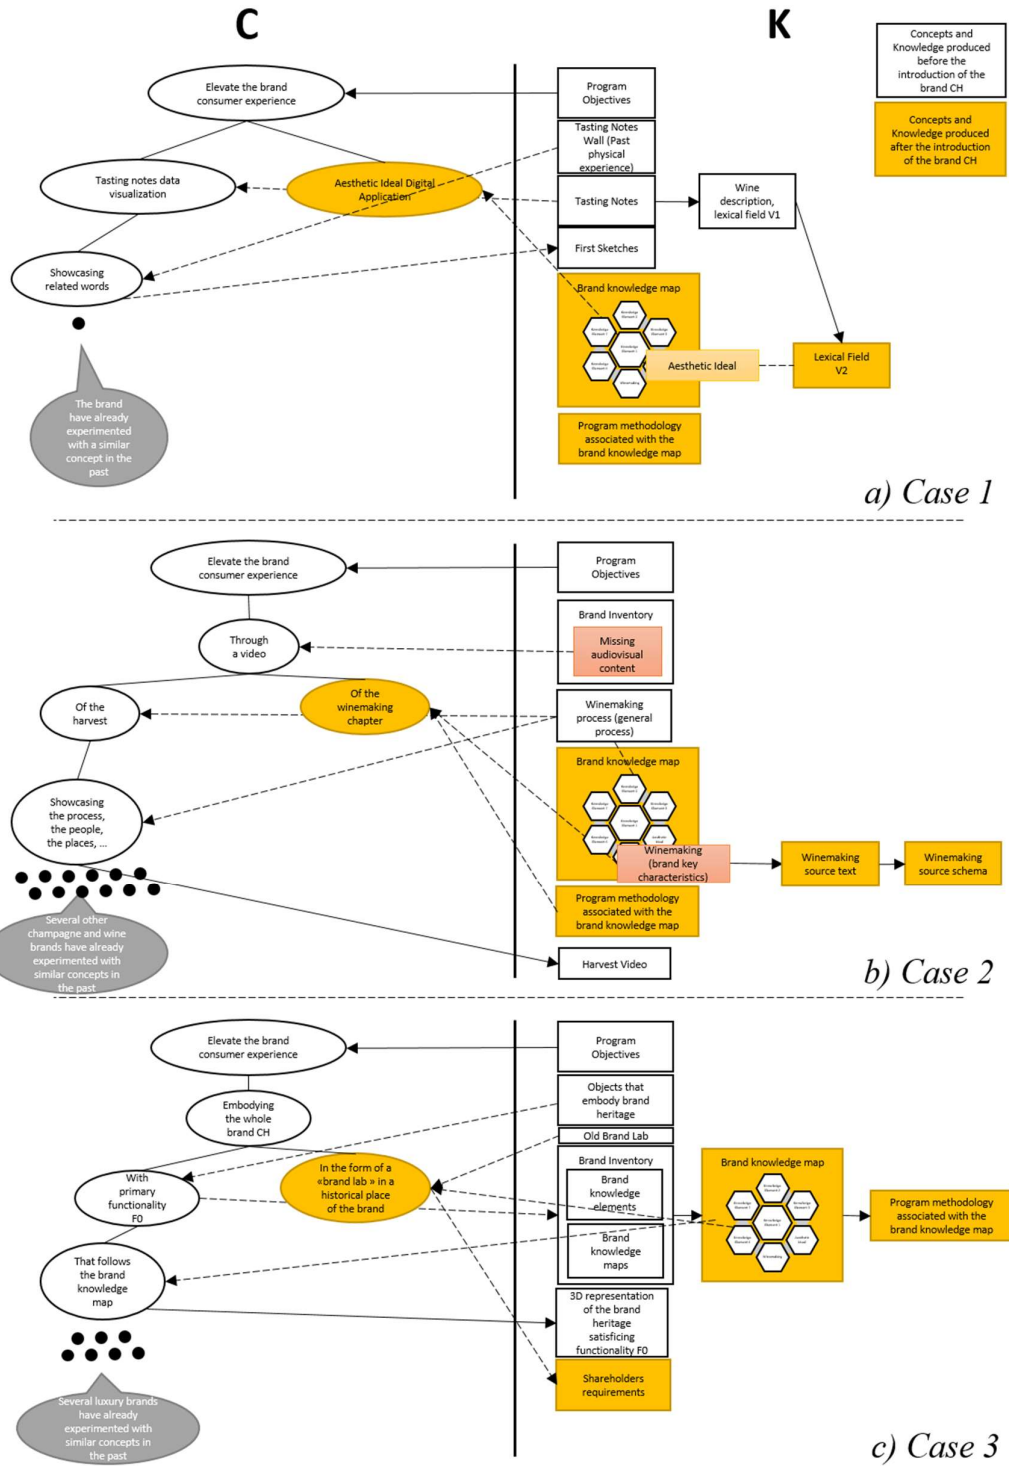 C
K
Concepts and
Knowledge produced
before the
introduction of the
brand CH
Concepts and
Knowledge produced
after the introduction
of the brand CH
Elevate the brand
consumer experience
Program
Objectives
Tasting Notes
Wall (Past
physical
experience)
Tasting notes data
visualization
Aesthetic Ideal Digital
Application
Tasting Notes
Wine
description,
lexical field V1
First Sketches
Showcasing
related words
Brand knowledge map
Aesthetic Ideal
Lexical Field
V2
The brand
have already
experimented
with a similar
concept in the
past
Program methodology
associated with the
brand knowledge map
a) Case 1
Elevate the brand
consumer experience
Program
Objectives
Through
a video
Brand Inventory
Missing
audiovisual
content
Of the
harvest
Of the
winemaking
chapter
Winemaking
process (general
process)
Brand knowledge map
Showcasing
the process,
the people,
the places, ...
Winemaking
(brand key
characteristics)
Winemaking
source text
Winemaking
source schema
Program methodology
associated with the
brand knowledge map
Several other
champagne and wine
brands have already
experimented with
similar concepts in
the past
Harvest Video
b) Case 2
Elevate the brand
consumer experience
Program
Objectives
Embodying
the whole
brand CH
Objects that
embody brand
heritage
Old Brand Lab
With
primary
functionality
F0
In the form of a
«brand lab » in a
historical place
of the brand
Brand Inventory
Brand
knowledge
elements
Brand
knowledge
maps
Brand knowledge map
Program methodology
associated with the
brand knowledge map
That follows
the brand
knowledge
map
3D representation
of the brand
heritage
satisficing
functionality F0
Shareholders
requirements
Several luxury brands
have already
experimented with
similar concepts in
the past
c) Case 3